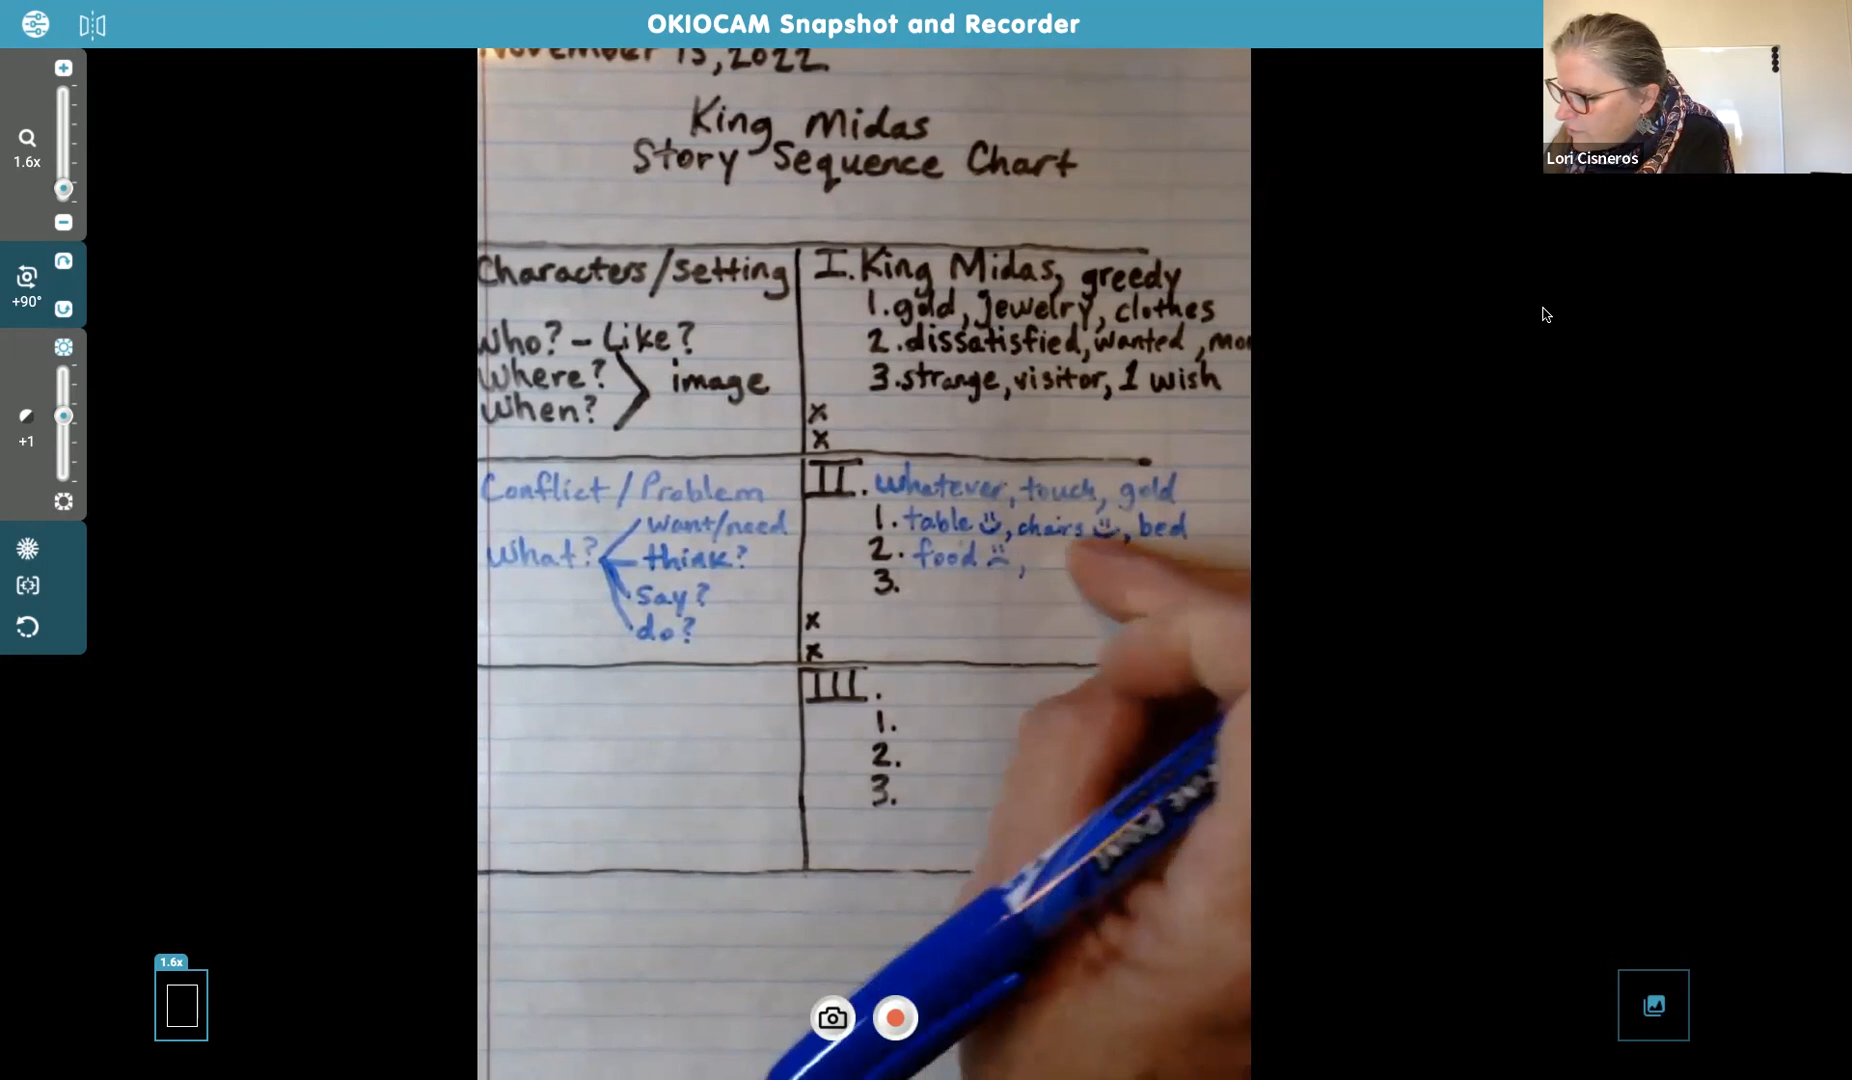 OKIOCAM Snapshot and Recorder
1.6x
+90°
+1
Lori Cisneros
November 15, 2022
King Midas
Story Sequence Chart
Characters/setting
Who? - Like?
Where?
When?
image
I. King Midas, greedy
1. gold, jewelry, clothes
2. dissatisfied, wanted, mor
3. strange, visitor, 1 wish
x
x
Conflict / Problem
What?
want/need
think?
say?
do?
II. Whatever, touch, gold
1. table, chairs, bed
2. food,
3.
x
x
III.
1.
2.
3.
1.6x